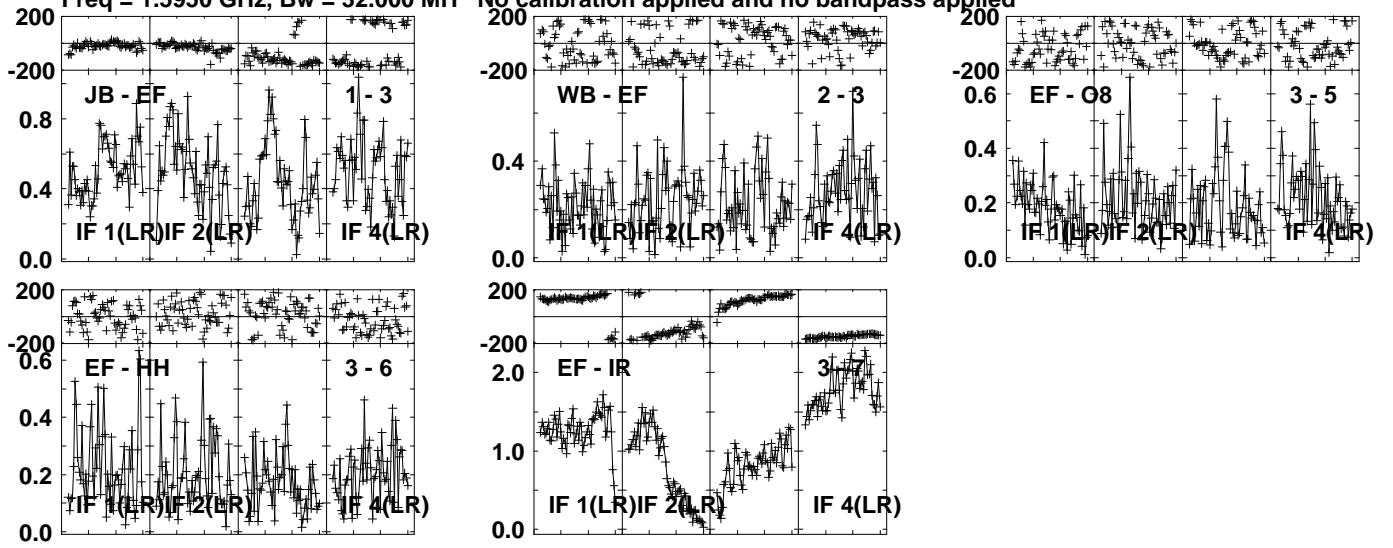 Freq = 1.5950 GHz, Bw = 32.000 MH No calibration applied and no bandpass applied
200
-200
JB - EF 1 - 3
0.8
0.4
0.0
IF 1(LR) IF 2(LR) IF 4(LR)
200
-200
WB - EF 2 - 3
0.4
0.0
IF 1(LR) IF 2(LR) IF 4(LR)
200
-200
EF - O8 3 - 5
0.6
0.4
0.2
0.0
IF 1(LR) IF 2(LR) IF 4(LR)
200
-200
EF - HH 3 - 6
0.6
0.4
0.2
0.0
IF 1(LR) IF 2(LR) IF 4(LR)
200
-200
EF - IR 3 - 7
2.0
1.0
0.0
IF 1(LR) IF 2(LR) IF 4(LR)